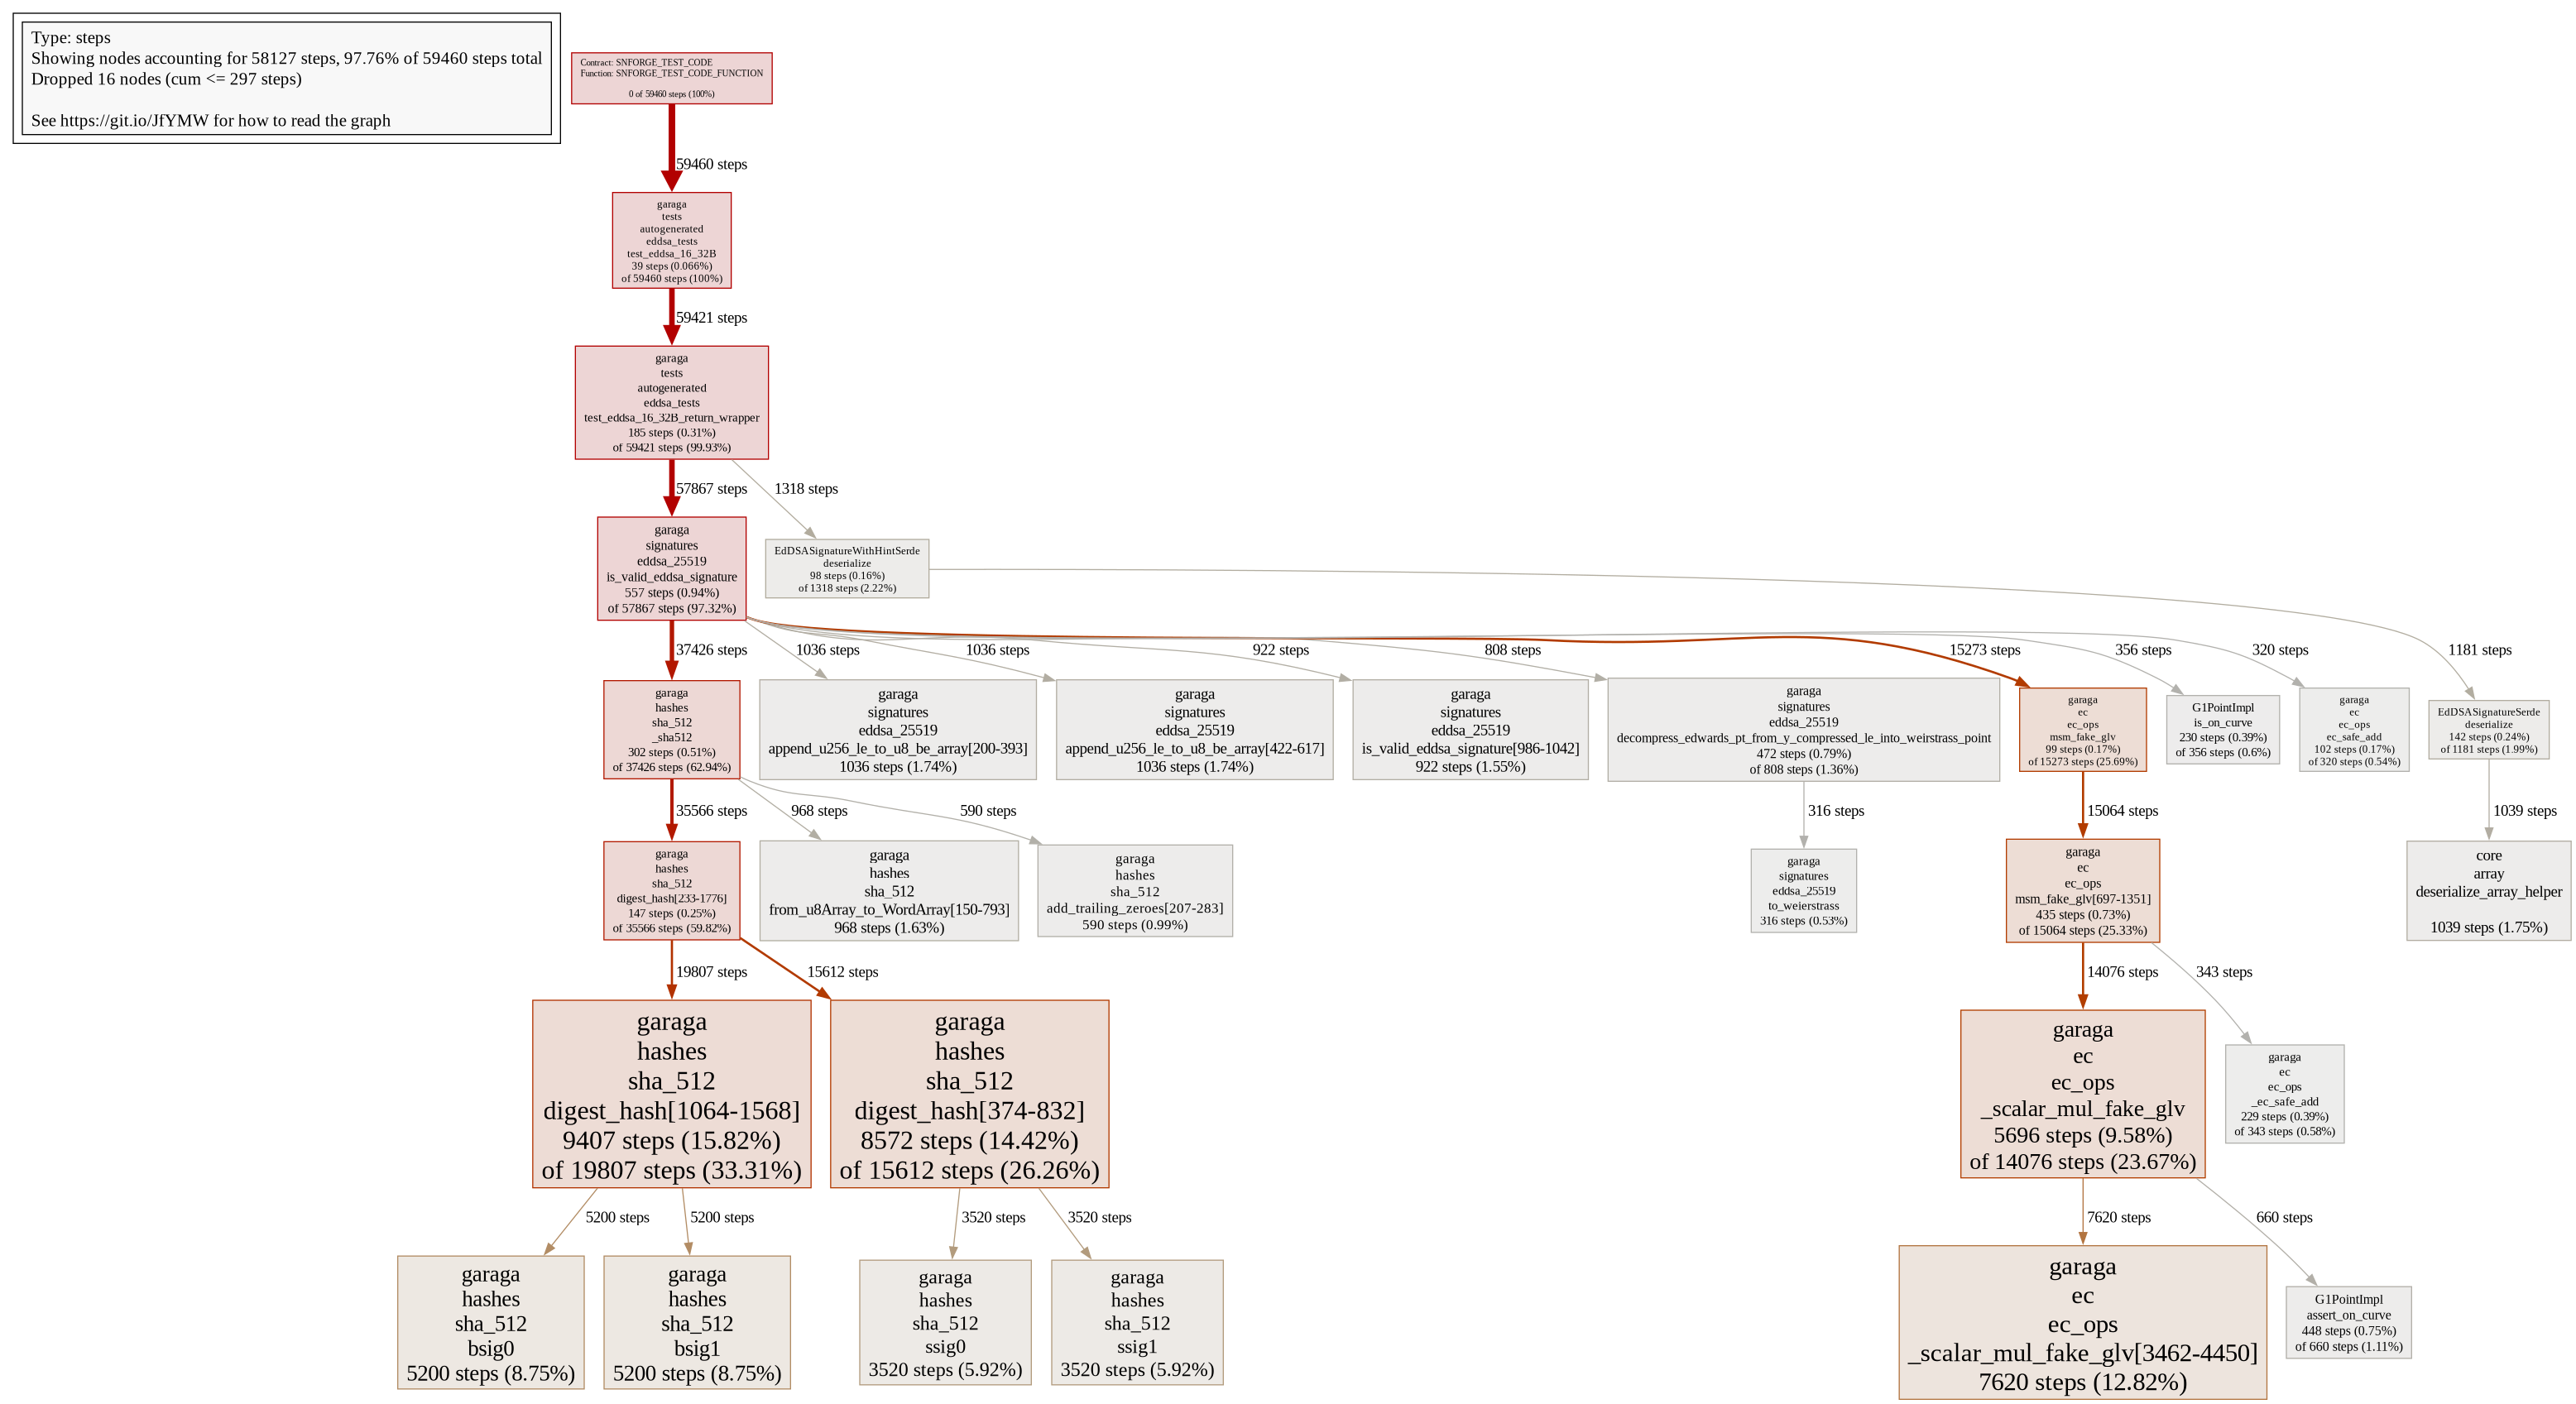 Type: steps
Showing nodes accounting for 58127 steps, 97.76% of 59460 steps total
Dropped 16 nodes (cum <= 297 steps)
See https://git.io/JfYMW for how to read the graph
Contract: SNFORGE_TEST_CODE
Function: SNFORGE_TEST_CODE_FUNCTION
0 of 59460 steps (100%)
59460 steps
garaga
tests
autogenerated
eddsa_tests
test_eddsa_16_32B
39 steps (0.066%)
of 59460 steps (100%)
59421 steps
garaga
tests
autogenerated
eddsa_tests
test_eddsa_16_32B_return_wrapper
185 steps (0.31%)
of 59421 steps (99.93%)
57867 steps
1318 steps
garaga
signatures
eddsa_25519
is_valid_eddsa_signature
557 steps (0.94%)
of 57867 steps (97.32%)
EdDSASignatureWithHintSerde
deserialize
98 steps (0.16%)
of 1318 steps (2.22%)
37426 steps
1036 steps
1036 steps
922 steps
808 steps
15273 steps
356 steps
320 steps
1181 steps
garaga
hashes
sha_512
_sha512
302 steps (0.51%)
of 37426 steps (62.94%)
garaga
signatures
eddsa_25519
append_u256_le_to_u8_be_array[200-393]
1036 steps (1.74%)
garaga
signatures
eddsa_25519
append_u256_le_to_u8_be_array[422-617]
1036 steps (1.74%)
garaga
signatures
eddsa_25519
is_valid_eddsa_signature[986-1042]
922 steps (1.55%)
garaga
signatures
eddsa_25519
decompress_edwards_pt_from_y_compressed_le_into_weirstrass_point
472 steps (0.79%)
of 808 steps (1.36%)
garaga
ec
ec_ops
msm_fake_glv
99 steps (0.17%)
of 15273 steps (25.69%)
G1PointImpl
is_on_curve
230 steps (0.39%)
of 356 steps (0.6%)
garaga
ec
ec_ops
ec_safe_add
102 steps (0.17%)
of 320 steps (0.54%)
EdDSASignatureSerde
deserialize
142 steps (0.24%)
of 1181 steps (1.99%)
35566 steps
968 steps
590 steps
316 steps
15064 steps
1039 steps
garaga
hashes
sha_512
digest_hash[233-1776]
147 steps (0.25%)
of 35566 steps (59.82%)
garaga
hashes
sha_512
from_u8Array_to_WordArray[150-793]
968 steps (1.63%)
garaga
hashes
sha_512
add_trailing_zeroes[207-283]
590 steps (0.99%)
garaga
signatures
eddsa_25519
to_weierstrass
316 steps (0.53%)
garaga
ec
ec_ops
msm_fake_glv[697-1351]
435 steps (0.73%)
of 15064 steps (25.33%)
core
array
deserialize_array_helper
1039 steps (1.75%)
19807 steps
15612 steps
14076 steps
343 steps
garaga
hashes
sha_512
digest_hash[1064-1568]
9407 steps (15.82%)
of 19807 steps (33.31%)
garaga
hashes
sha_512
digest_hash[374-832]
8572 steps (14.42%)
of 15612 steps (26.26%)
garaga
ec
ec_ops
_scalar_mul_fake_glv
5696 steps (9.58%)
of 14076 steps (23.67%)
garaga
ec
ec_ops
_ec_safe_add
229 steps (0.39%)
of 343 steps (0.58%)
5200 steps
5200 steps
3520 steps
3520 steps
7620 steps
660 steps
garaga
hashes
sha_512
bsig0
5200 steps (8.75%)
garaga
hashes
sha_512
bsig1
5200 steps (8.75%)
garaga
hashes
sha_512
ssig0
3520 steps (5.92%)
garaga
hashes
sha_512
ssig1
3520 steps (5.92%)
garaga
ec
ec_ops
_scalar_mul_fake_glv[3462-4450]
7620 steps (12.82%)
G1PointImpl
assert_on_curve
448 steps (0.75%)
of 660 steps (1.11%)